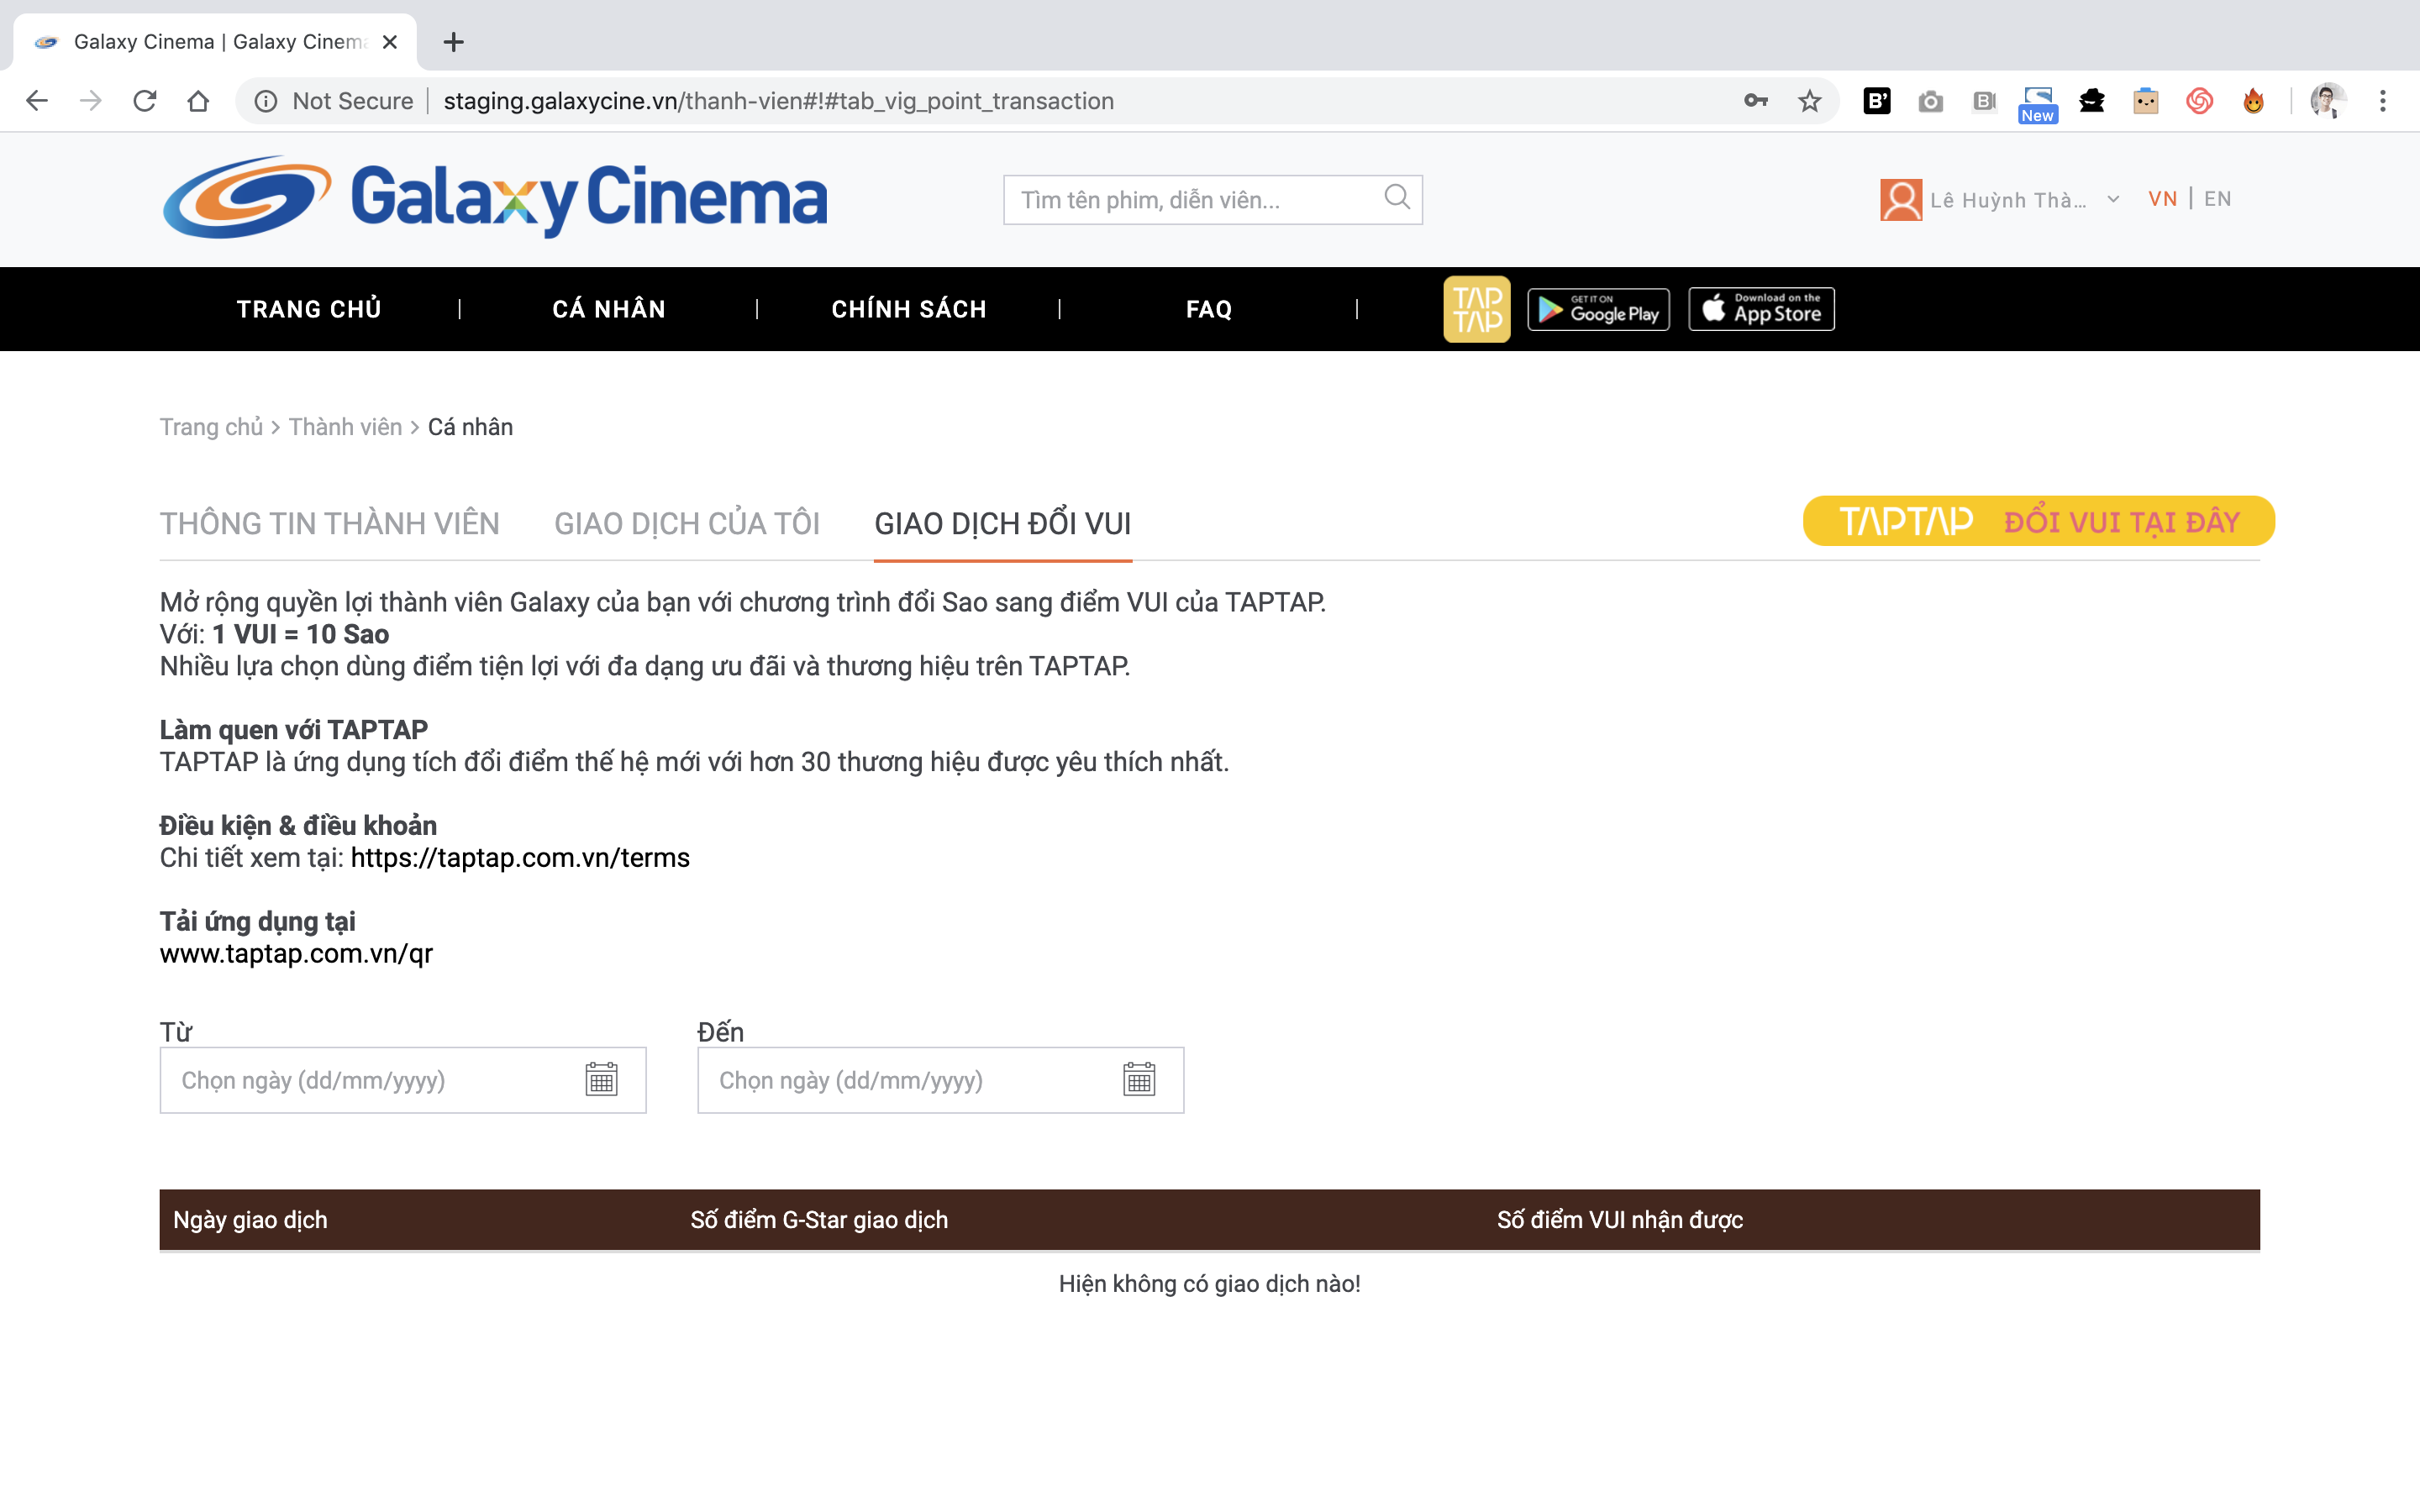 Galaxy Cinema | Galaxy Cinema
Not Secure
staging.galaxycine.vn/thanh-vien#!#tab_vig_point_transaction
B'
B
New
Galaxy Cinema
Tìm tên phim, diễn viên...
Lê Huỳnh Thà...
VN | EN
TRANG CHỦ | CÁ NHÂN | CHÍNH SÁCH | FAQ |
TAP
TAP
GET IT ON
Google Play
Download on the
App Store
Trang chủ > Thành viên > Cá nhân
THÔNG TIN THÀNH VIÊN
GIAO DỊCH CỦA TÔI
GIAO DỊCH ĐỔI VUI
TAPTAP ĐỔI VUI TẠI ĐÂY
Mở rộng quyền lợi thành viên Galaxy của bạn với chương trình đổi Sao sang điểm VUI của TAPTAP.
Với: 1 VUI = 10 Sao
Nhiều lựa chọn dùng điểm tiện lợi với đa dạng ưu đãi và thương hiệu trên TAPTAP.
Làm quen với TAPTAP
TAPTAP là ứng dụng tích đổi điểm thế hệ mới với hơn 30 thương hiệu được yêu thích nhất.
Điều kiện & điều khoản
Chi tiết xem tại: https://taptap.com.vn/terms
Tải ứng dụng tại
www.taptap.com.vn/qr
Từ
Chọn ngày (dd/mm/yyyy)
Đến
Chọn ngày (dd/mm/yyyy)
Ngày giao dịch
Số điểm G-Star giao dịch
Số điểm VUI nhận được
Hiện không có giao dịch nào!